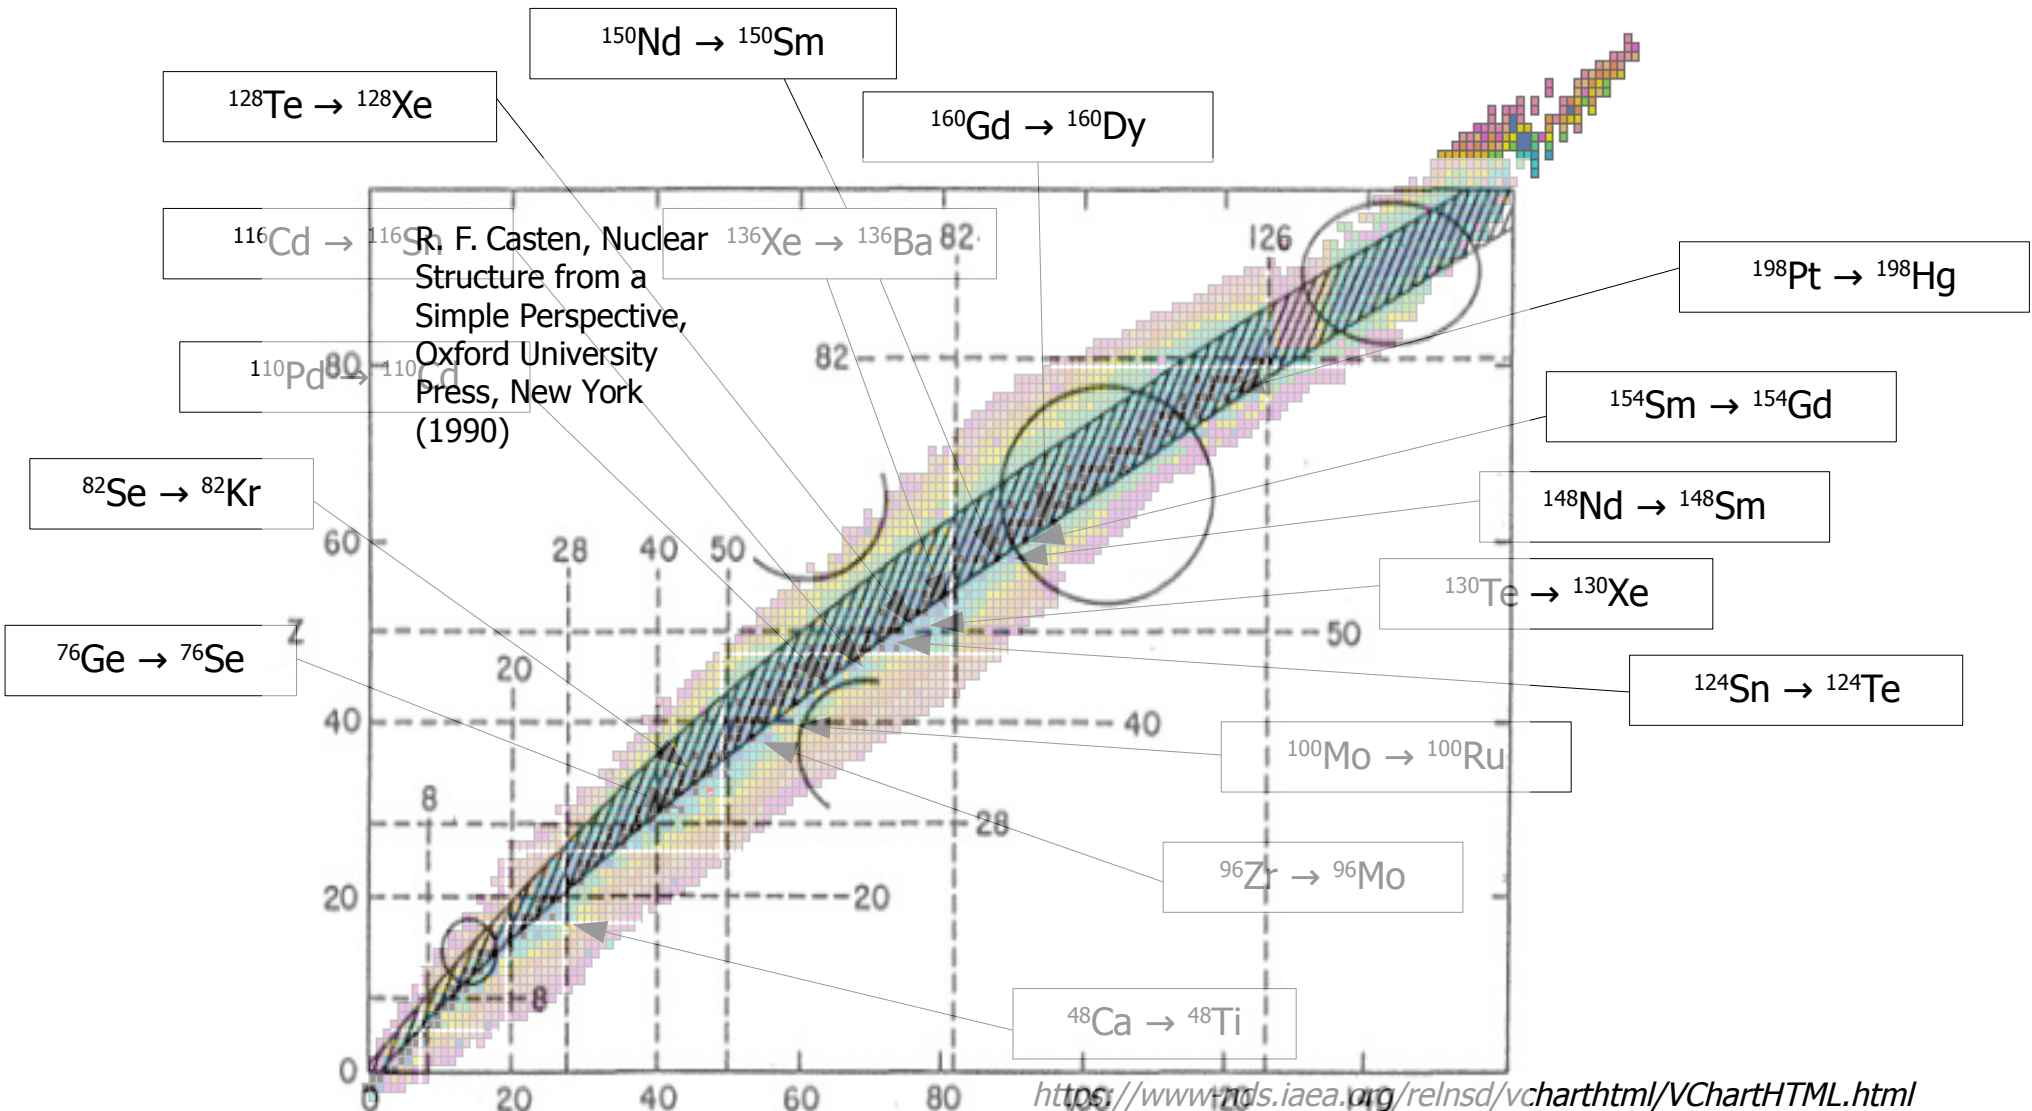 ¹⁵⁰Nd → ¹⁵⁰Sm
¹²⁸Te → ¹²⁸Xe
¹⁶⁰Gd → ¹⁶⁰Dy
¹¹⁶Cd → ¹¹⁶Sn
R. F. Casten, Nuclear
Structure from a
Simple Perspective,
Oxford University
Press, New York
(1990)
¹³⁶Xe → ¹³⁶Ba
82
126
¹⁹⁸Pt → ¹⁹⁸Hg
¹¹⁰Pd → ¹¹⁰Cd
80
82
¹⁵⁴Sm → ¹⁵⁴Gd
⁸²Se → ⁸²Kr
¹⁴⁸Nd → ¹⁴⁸Sm
60
28
40
50
¹³⁰Te → ¹³⁰Xe
Z
50
⁷⁶Ge → ⁷⁶Se
20
¹²⁴Sn → ¹²⁴Te
40
40
¹⁰⁰Mo → ¹⁰⁰Ru
8
28
⁹⁶Zr → ⁹⁶Mo
20
20
8
⁴⁸Ca → ⁴⁸Ti
0
0
20
40
60
80
100
120
140
https://www-nds.iaea.org/relnsd/vcharthtml/VChartHTML.html